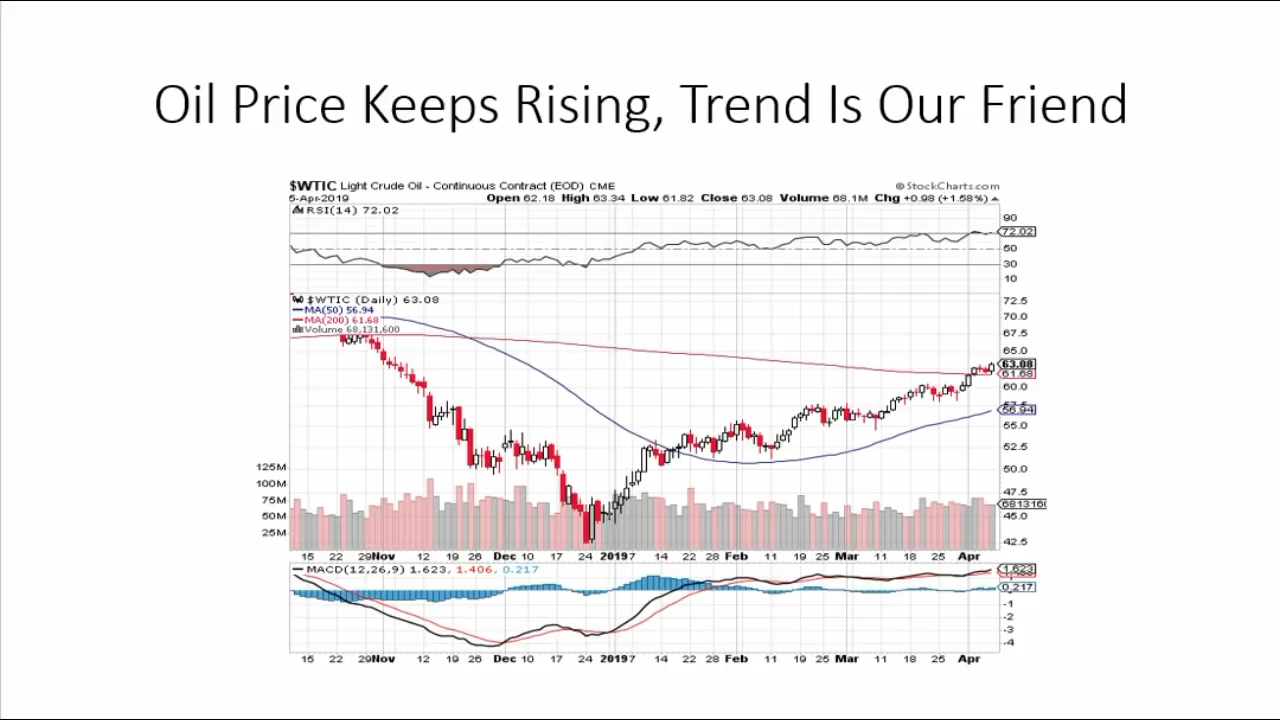 Oil Price Keeps Rising, Trend Is Our Friend
$WTIC Light Crude Oil - Continuous Contract (EOD) CME © StockCharts.com
5-Apr-2019 Open 62.18 High 63.34 Low 61.82 Close 63.08 Volume 68.1M Chg +0.98 (+1.58%)
RSI(14) 72.02
90
72.02
50
30
10
$WTIC (Daily) 63.08
MA(50) 56.94
MA(200) 61.68
Volume 68,131,600
72.5
70.0
67.5
65.0
63.08
61.68
60.0
57.5
56.94
55.0
52.5
50.0
47.5
45.0
42.5
125M
100M
75M
50M
25M
15 22 29 Nov 12 19 26 Dec 10 17 24 2019 7 14 22 28 Feb 11 19 25 Mar 11 18 25 Apr
MACD(12,26,9) 1.623, 1.406, 0.217
1.623
0.217
-1
-2
-3
-4
15 22 29 Nov 12 19 26 Dec 10 17 24 2019 7 14 22 28 Feb 11 19 25 Mar 11 18 25 Apr